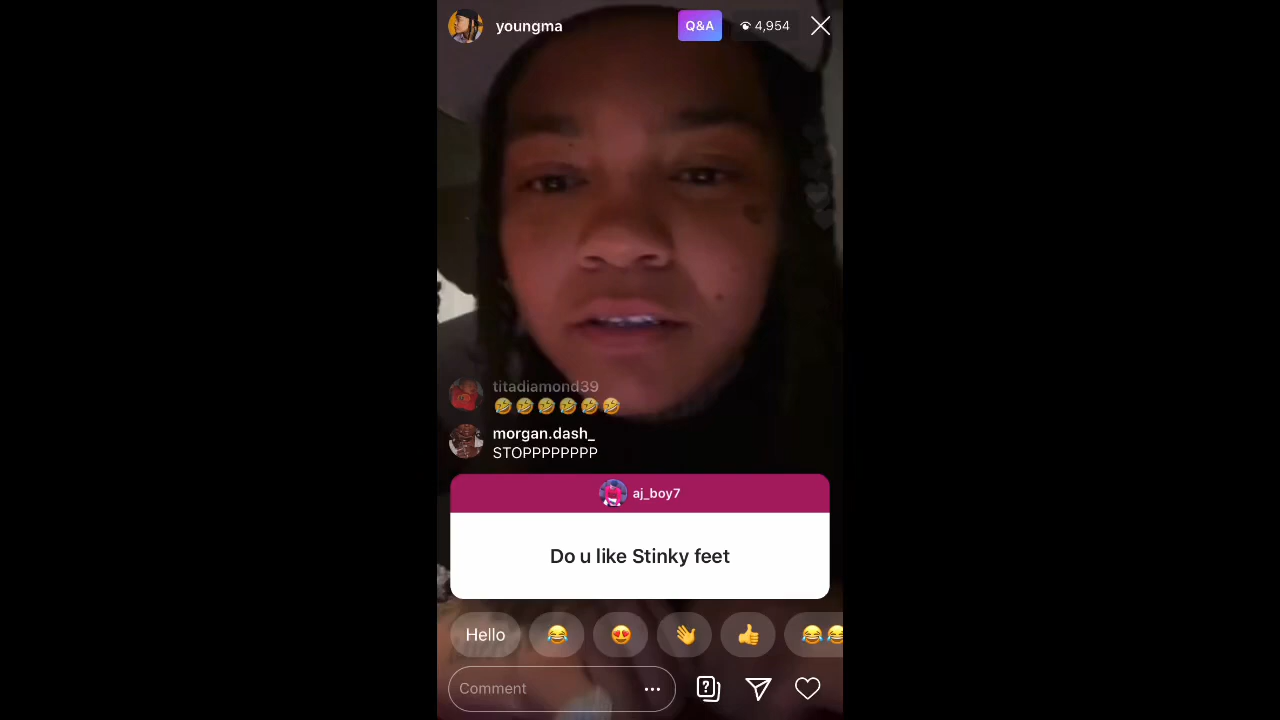 youngma
Q&A
4,954
titadiamond39
🤣🤣🤣🤣🤣🤣
morgan.dash_
STOPPPPPPPP
aj_boy7
Do u like Stinky feet
Hello
😂
😍
👋
👍
😂😂
Comment